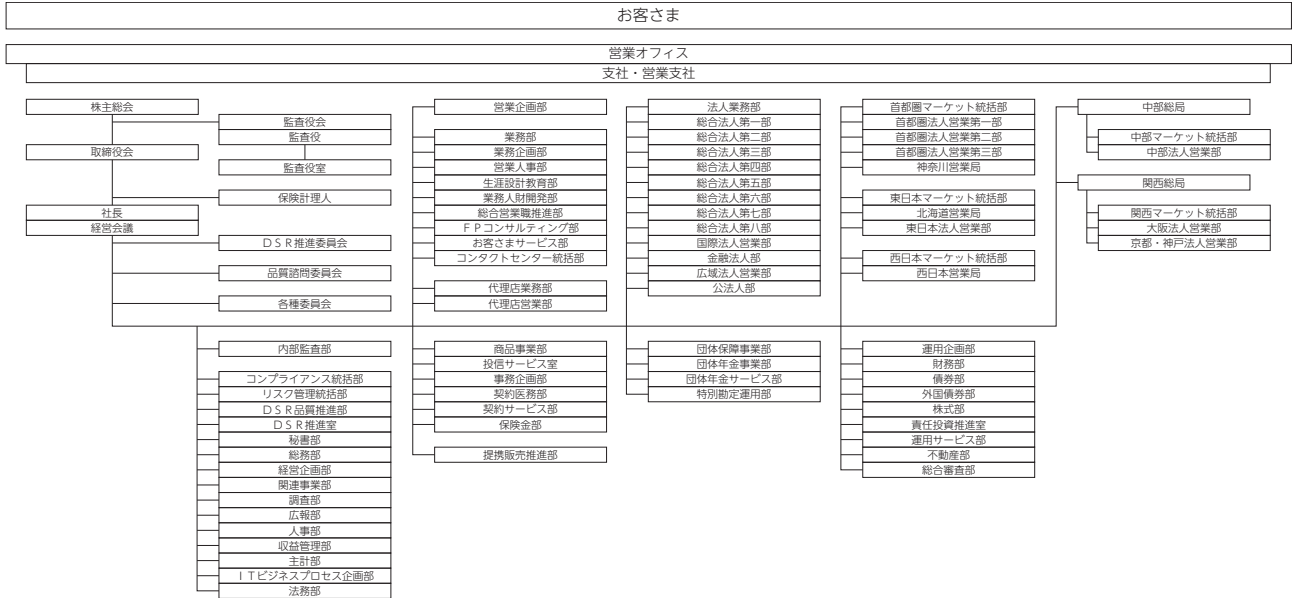 お客さま
営業オフィス
支社・営業支社
株主総会
監査役会
監査役
取締役会
監査役室
保険計理人
社長
経営会議
ＤＳＲ推進委員会
品質諮問委員会
各種委員会
内部監査部
コンプライアンス統括部
リスク管理統括部
ＤＳＲ品質推進部
ＤＳＲ推進室
秘書部
総務部
経営企画部
関連事業部
調査部
広報部
人事部
収益管理部
主計部
ＩＴビジネスプロセス企画部
法務部
営業企画部
業務部
業務企画部
営業人事部
生涯設計教育部
業務人財開発部
総合営業職推進部
ＦＰコンサルティング部
お客さまサービス部
コンタクトセンター統括部
代理店業務部
代理店営業部
商品事業部
投信サービス室
事務企画部
契約医務部
契約サービス部
保険金部
提携販売推進部
法人業務部
総合法人第一部
総合法人第二部
総合法人第三部
総合法人第四部
総合法人第五部
総合法人第六部
総合法人第七部
総合法人第八部
国際法人営業部
金融法人部
広域法人営業部
公法人部
団体保障事業部
団体年金事業部
団体年金サービス部
特別勘定運用部
首都圏マーケット統括部
首都圏法人営業第一部
首都圏法人営業第二部
首都圏法人営業第三部
神奈川営業局
東日本マーケット統括部
北海道営業局
東日本法人営業部
西日本マーケット統括部
西日本営業局
運用企画部
財務部
債券部
外国債券部
株式部
責任投資推進室
運用サービス部
不動産部
総合審査部
中部総局
中部マーケット統括部
中部法人営業部
関西総局
関西マーケット統括部
大阪法人営業部
京都・神戸法人営業部